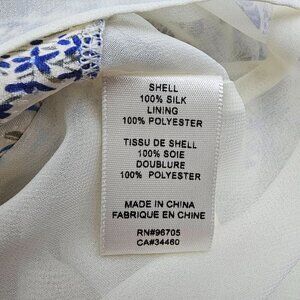 SHELL
100% SILK
LINING
100% POLYESTER
TISSU DE SHELL
100% SOIE
DOUBLURE
100% POLYESTER
MADE IN CHINA
FABRIQUE EN CHINE
RN#96705
CA#34460